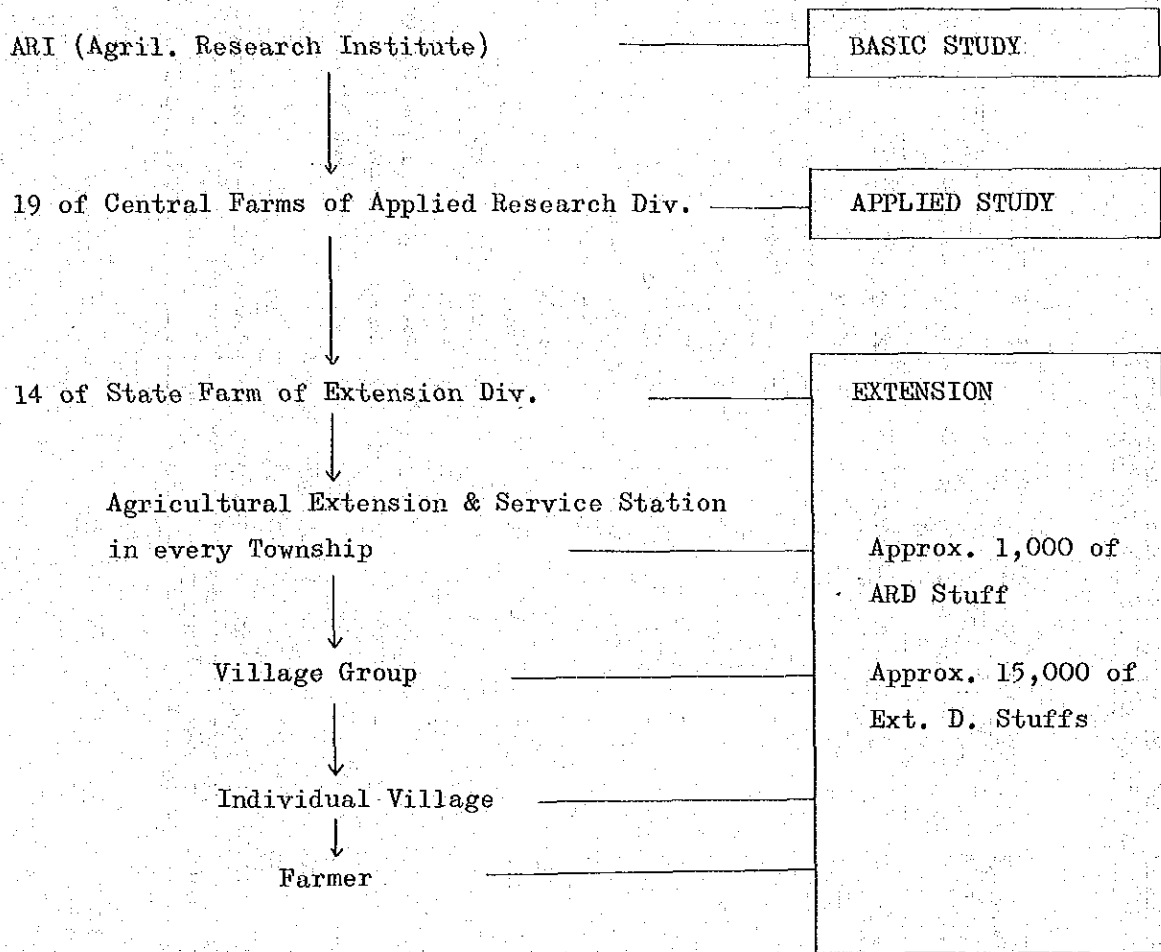 ARI (Agril. Research Institute)
BASIC STUDY
19 of Central Farms of Applied Research Div.
APPLIED STUDY
14 of State Farm of Extension Div.
EXTENSION
Agricultural Extension & Service Station
in every Township
Approx. 1,000 of
ARD Stuff
Village Group
Approx. 15,000 of
Ext. D. Stuffs
Individual Village
Farmer